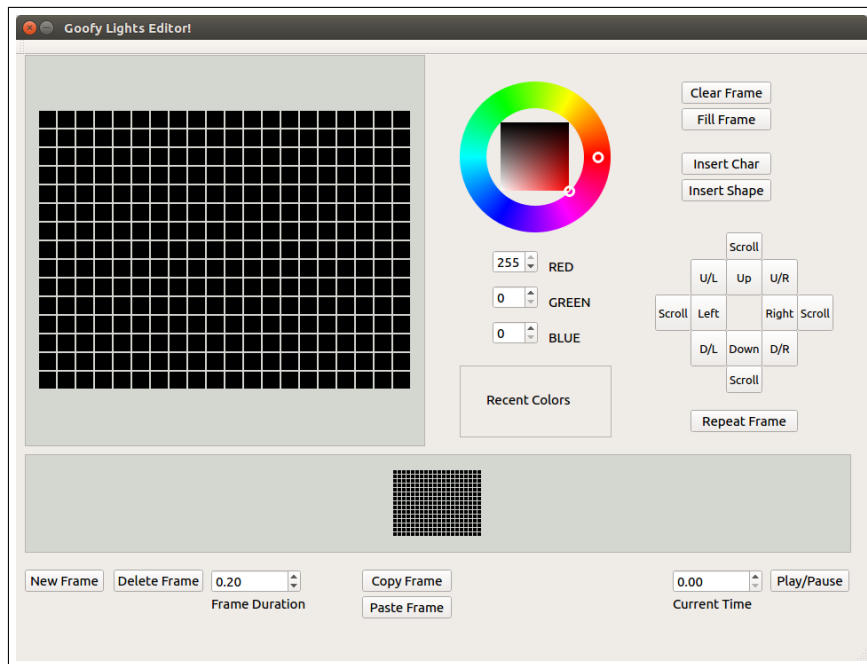 Goofy Lights Editor!
Clear Frame
Fill Frame
Insert Char
Insert Shape
255 RED
0 GREEN
0 BLUE
Recent Colors
Scroll
U/L Up U/R
Scroll Left Right Scroll
D/L Down D/R
Scroll
Repeat Frame
New Frame Delete Frame 0.20 Copy Frame 0.00 Play/Pause
Frame Duration Paste Frame Current Time